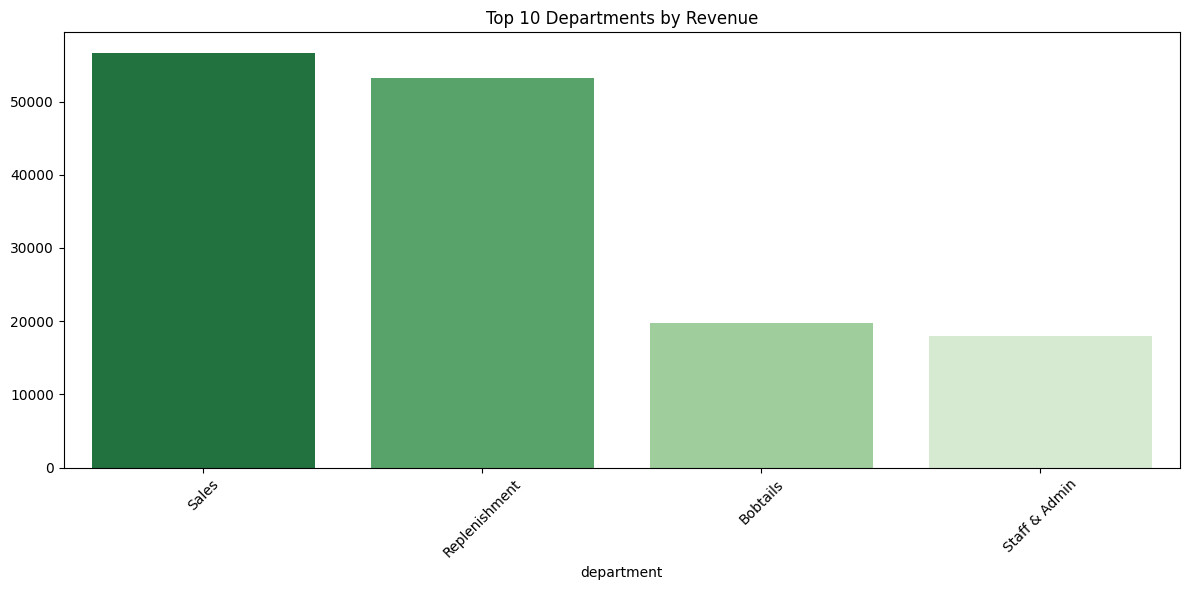 Top 10 Departments by Revenue
50000
40000
30000
20000
10000
0
Sales
Replenishment
Bobtails
Staff & Admin
department